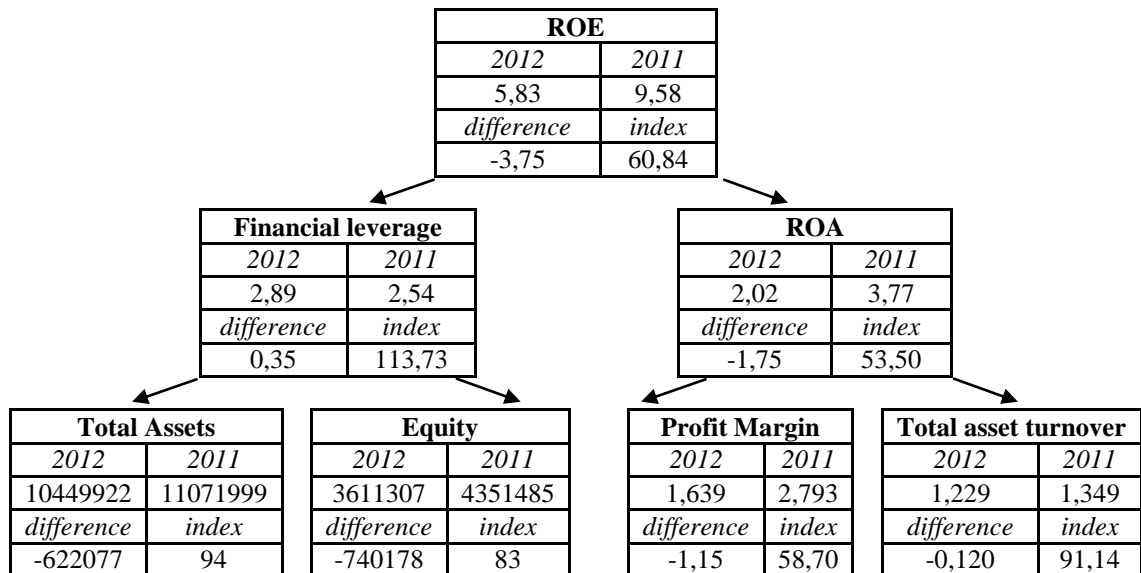 ROE
2012 2011
5,83 9,58
difference index
-3,75 60,84
Financial leverage
2012 2011
2,89 2,54
difference index
0,35 113,73
ROA
2012 2011
2,02 3,77
difference index
-1,75 53,50
Total Assets
2012 2011
10449922 11071999
difference index
-622077 94
Equity
2012 2011
3611307 4351485
difference index
-740178 83
Profit Margin
2012 2011
1,639 2,793
difference index
-1,15 58,70
Total asset turnover
2012 2011
1,229 1,349
difference index
-0,120 91,14